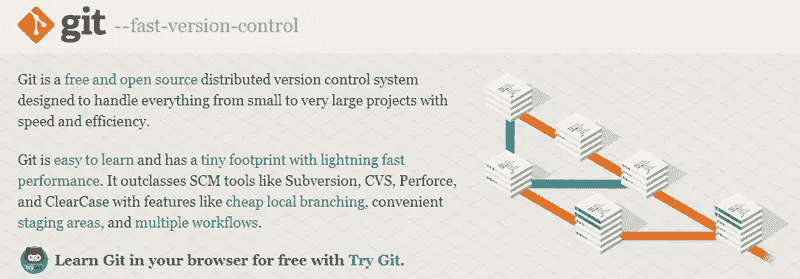 git --fast-version-control
Git is a free and open source distributed version control system
designed to handle everything from small to very large projects with
speed and efficiency.
Git is easy to learn and has a tiny footprint with lightning fast
performance. It outclasses SCM tools like Subversion, CVS, Perforce,
and ClearCase with features like cheap local branching, convenient
staging areas, and multiple workflows.
Learn Git in your browser for free with Try Git.